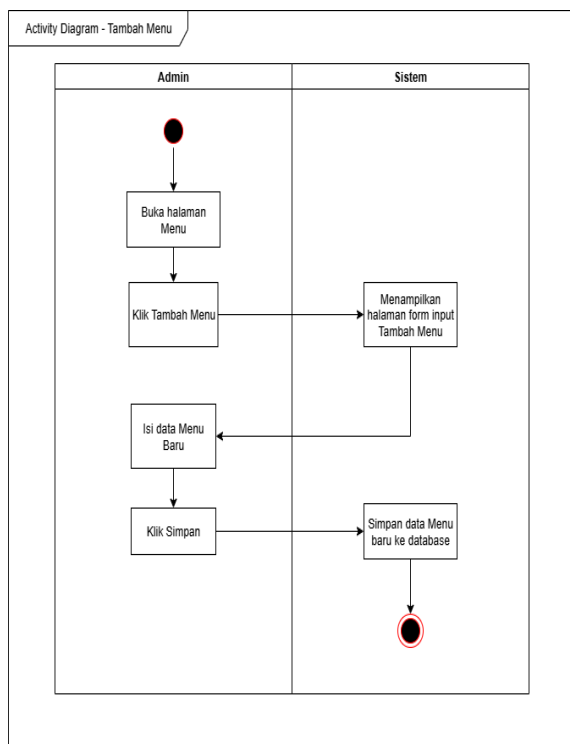 Activity Diagram - Tambah Menu
Admin
Sistem
Buka halaman
Menu
Klik Tambah Menu
Menampilkan
halaman form input
Tambah Menu
Isi data Menu
Baru
Klik Simpan
Simpan data Menu
baru ke database